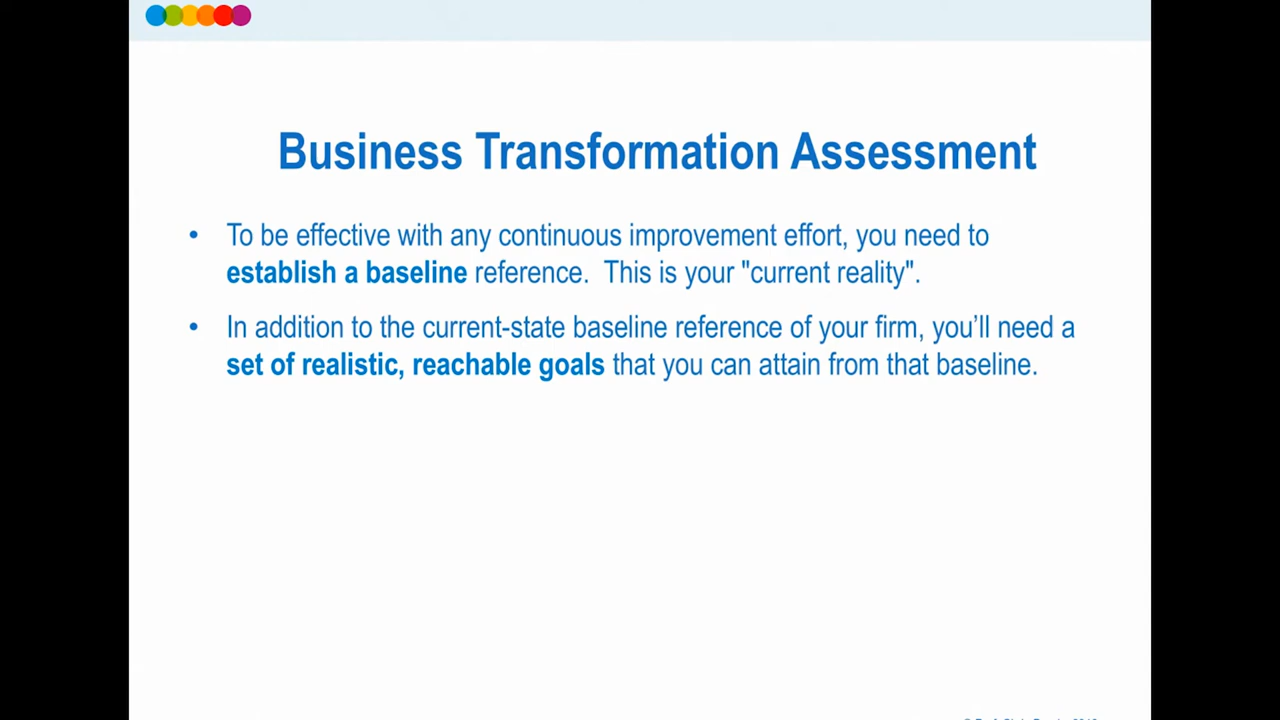 Business Transformation Assessment
• To be effective with any continuous improvement effort, you need to
establish a baseline reference.  This is your "current reality".
• In addition to the current-state baseline reference of your firm, you’ll need a
set of realistic, reachable goals that you can attain from that baseline.